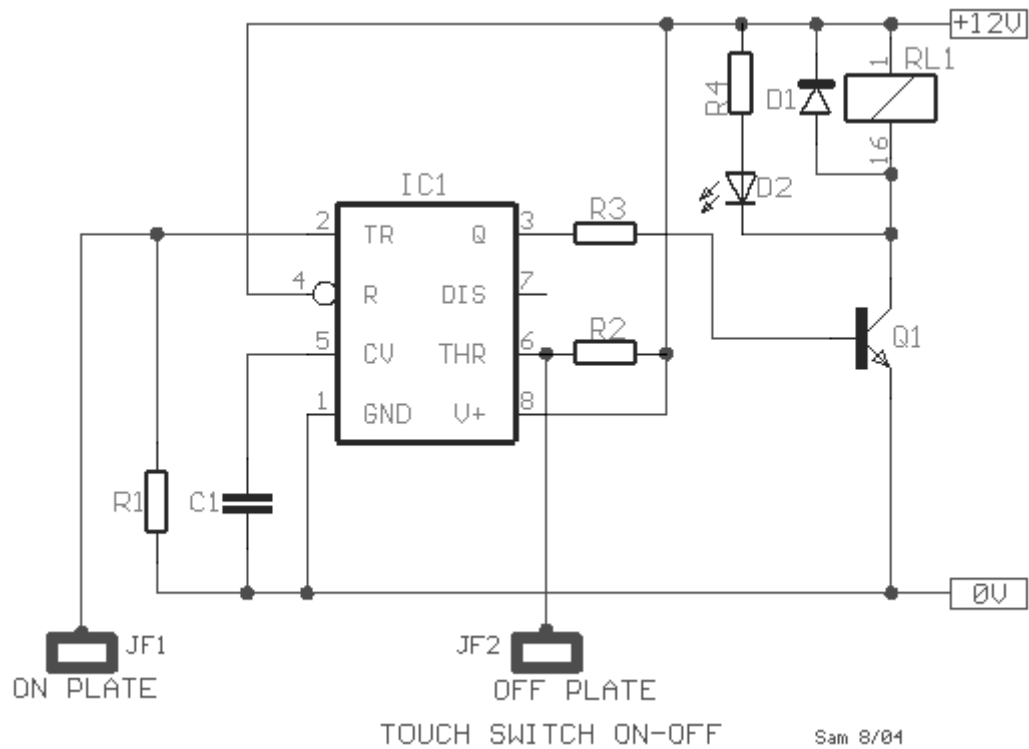 +12V
RL1
1
R4
D1
16
D2
IC1
2
TR
Q
3
R3
4
R
DIS
7
5
CV
THR
6
R2
Q1
1
GND
V+
8
R1
C1
0V
JF1
JF2
ON PLATE
OFF PLATE
TOUCH SWITCH ON-OFF
Sam 8/04